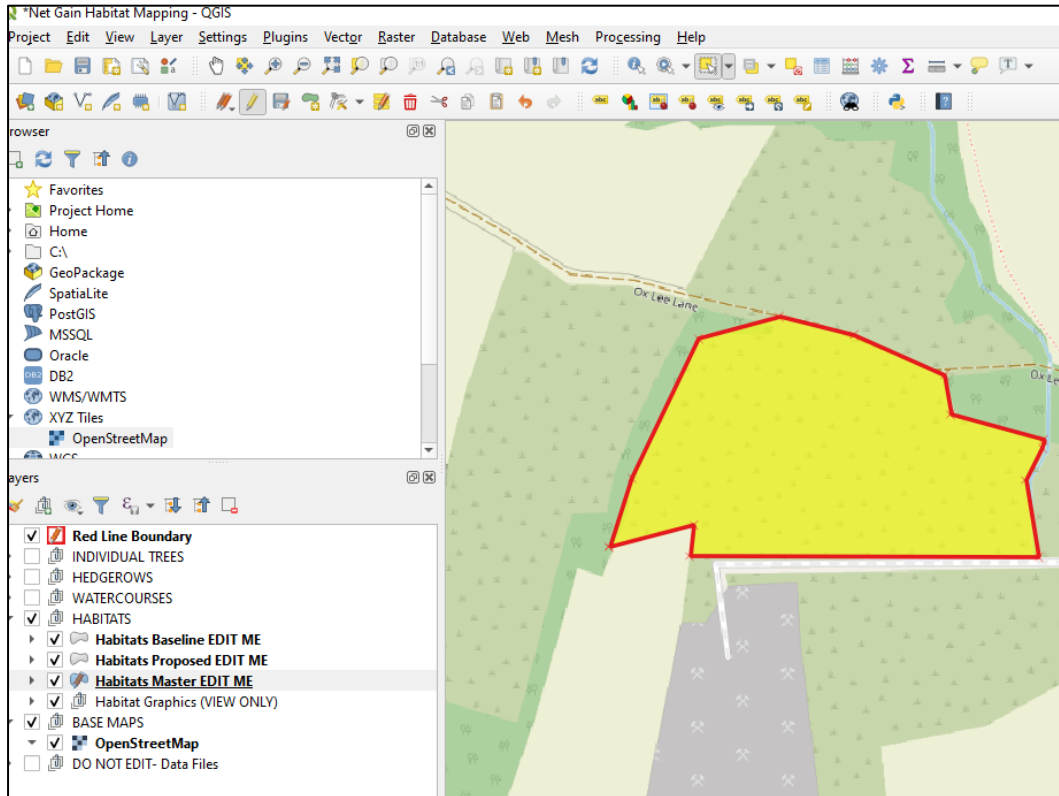 *Net Gain Habitat Mapping - QGIS
Project Edit View Layer Settings Plugins Vector Raster Database Web Mesh Processing Help
rowser
Favorites
Project Home
Home
C:\
GeoPackage
SpatiaLite
PostGIS
MSSQL
Oracle
DB2 DB2
WMS/WMTS
XYZ Tiles
OpenStreetMap
ayers
Red Line Boundary
INDIVIDUAL TREES
HEDGEROWS
WATERCOURSES
HABITATS
Habitats Baseline EDIT ME
Habitats Proposed EDIT ME
Habitats Master EDIT ME
Habitat Graphics (VIEW ONLY)
BASE MAPS
OpenStreetMap
DO NOT EDIT- Data Files
Ox Lee Lane
Ox Le